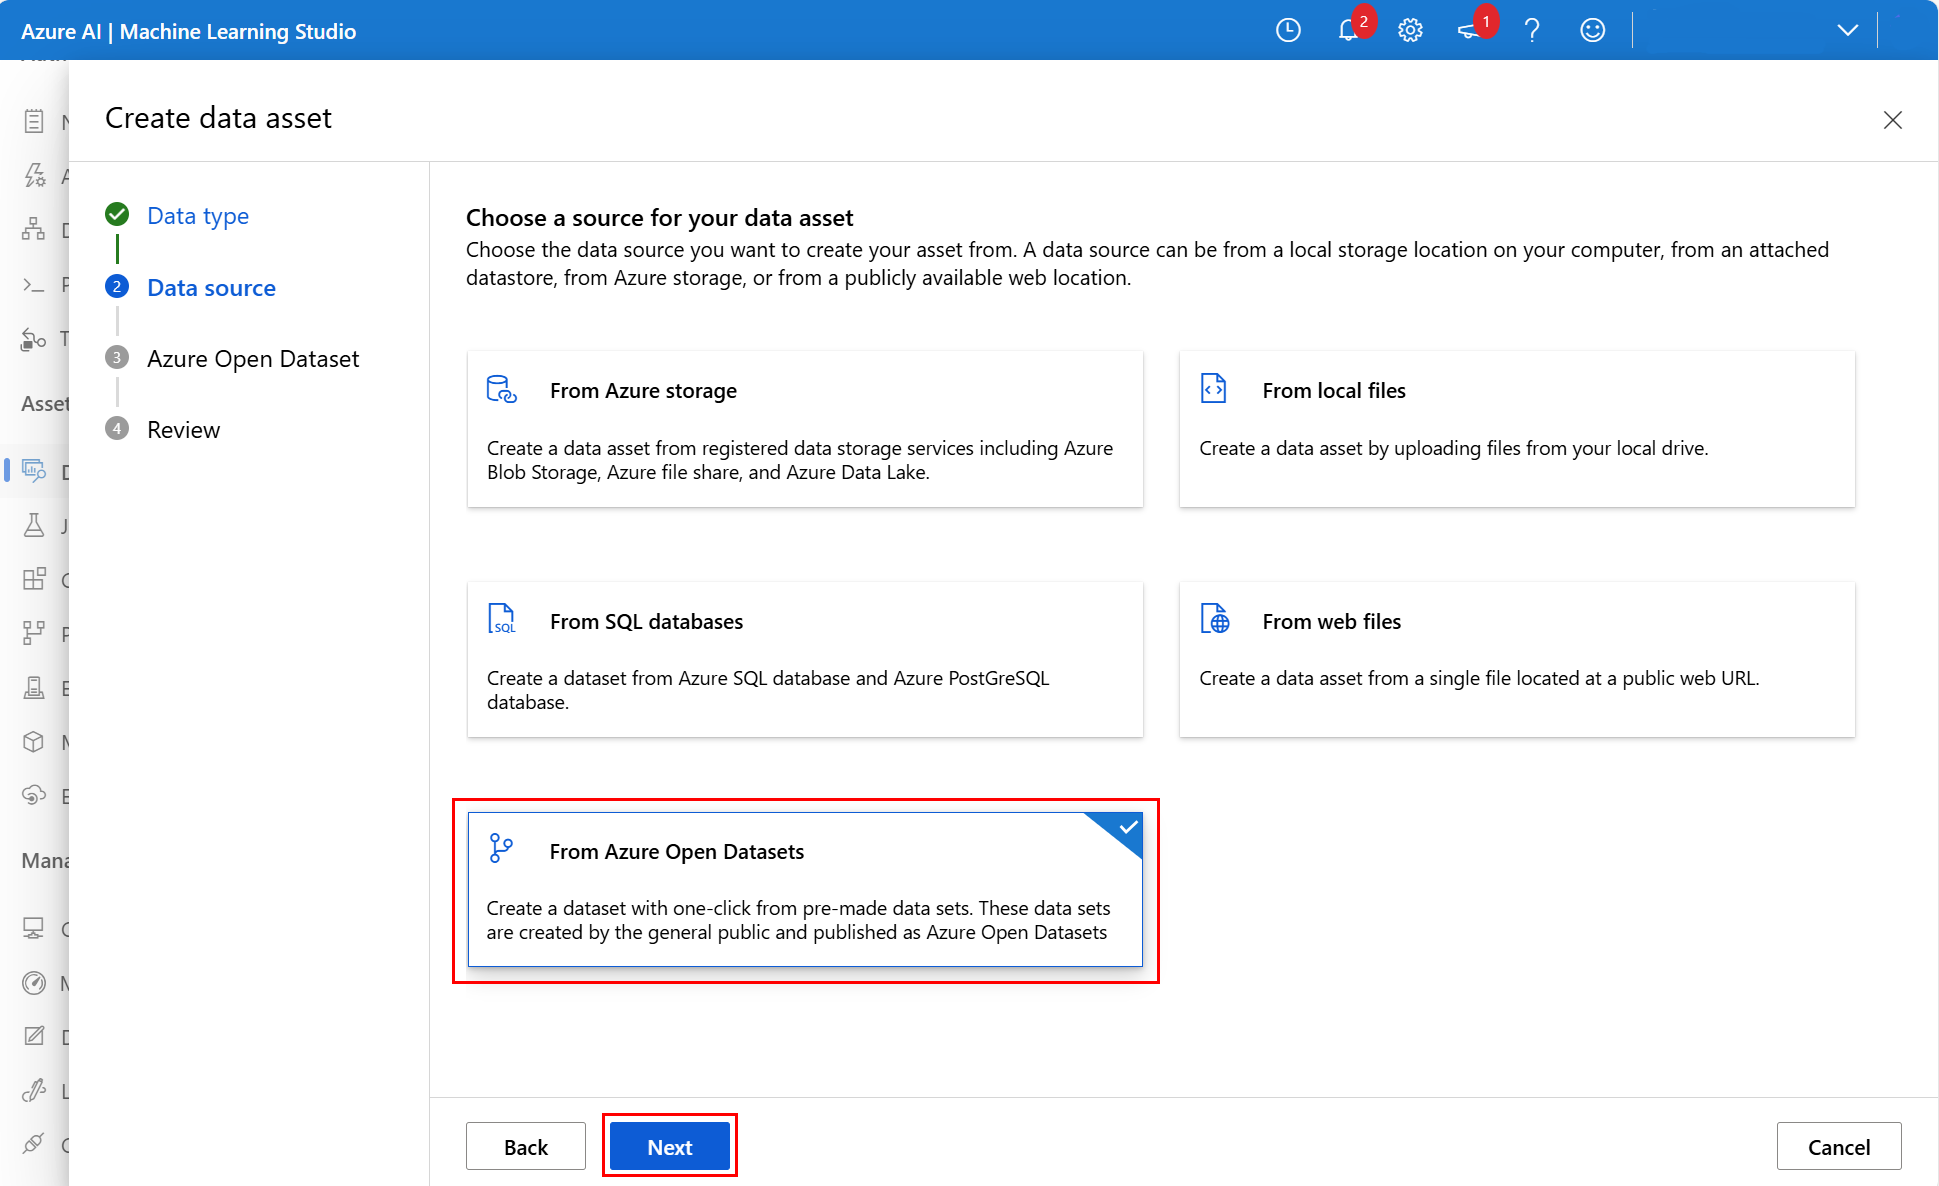 Azure AI | Machine Learning Studio
2
1
Create data asset
Data type
2
Data source
3
Azure Open Dataset
4
Review
Choose a source for your data asset
Choose the data source you want to create your asset from. A data source can be from a local storage location on your computer, from an attached
datastore, from Azure storage, or from a publicly available web location.
From Azure storage
Create a data asset from registered data storage services including Azure
Blob Storage, Azure file share, and Azure Data Lake.
From local files
Create a data asset by uploading files from your local drive.
SQL
From SQL databases
Create a dataset from Azure SQL database and Azure PostGreSQL
database.
From web files
Create a data asset from a single file located at a public web URL.
From Azure Open Datasets
Create a dataset with one-click from pre-made data sets. These data sets
are created by the general public and published as Azure Open Datasets
Back
Next
Cancel